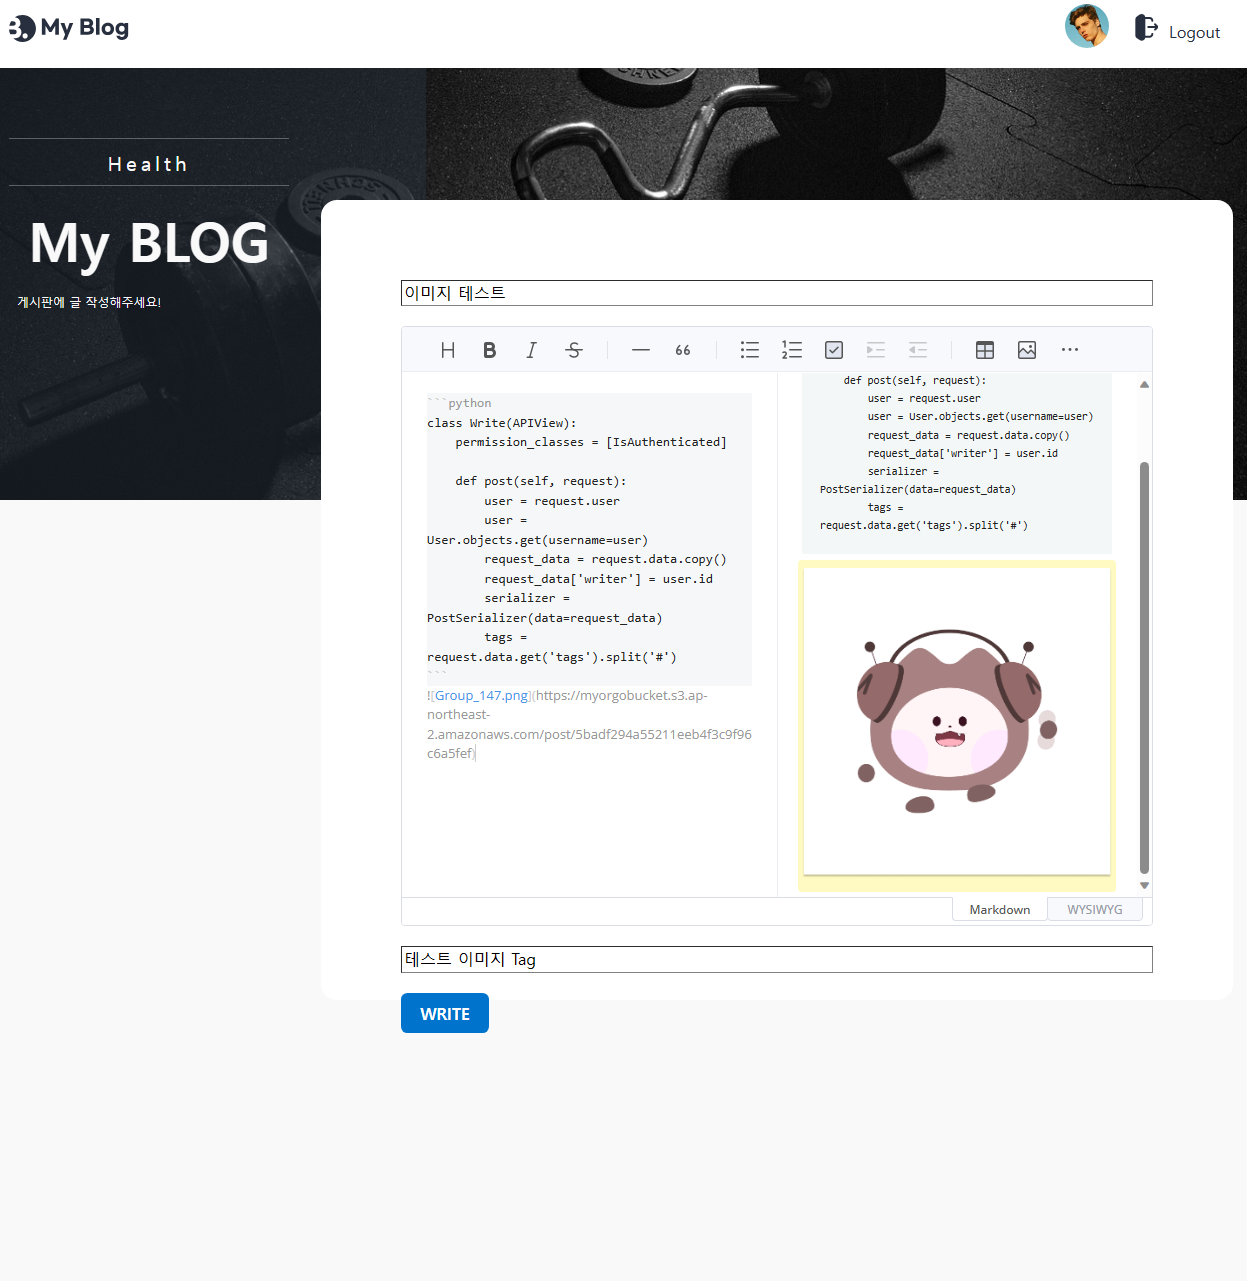 My Blog
Logout
Health
My BLOG
게시판에 글 작성해주세요!
이미지 테스트
H B I S 66
```python
class Write(APIView):
    permission_classes = [IsAuthenticated]
    def post(self, request):
        user = request.user
        user =
User.objects.get(username=user)
        request_data = request.data.copy()
        request_data['writer'] = user.id
        serializer =
PostSerializer(data=request_data)
        tags =
request.data.get('tags').split('#')
```
![Group_147.png](https://myorgobucket.s3.ap-
northeast-
2.amazonaws.com/post/5badf294a55211eeb4f3c9f96
c6a5fef)
    def post(self, request):
        user = request.user
        user = User.objects.get(username=user)
        request_data = request.data.copy()
        request_data['writer'] = user.id
        serializer =
PostSerializer(data=request_data)
        tags =
request.data.get('tags').split('#')
Markdown
WYSIWYG
테스트 이미지 Tag
WRITE